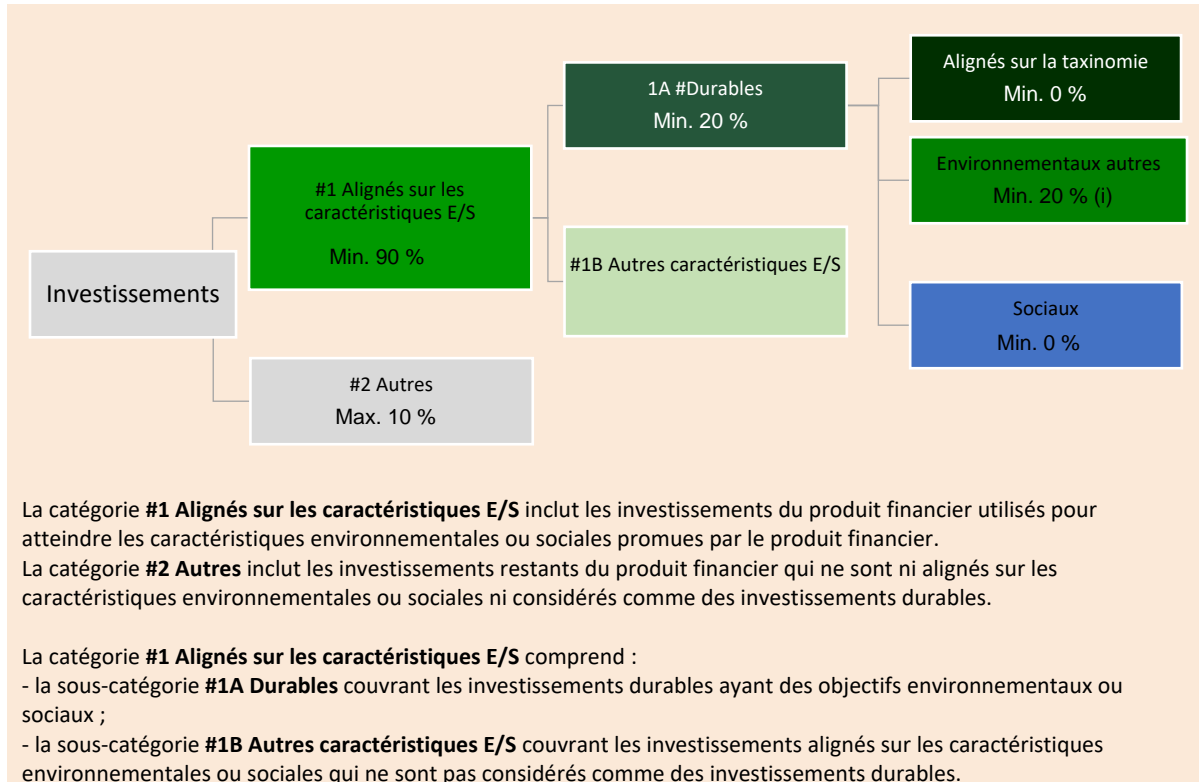 Investissements
#1 Alignés sur les
caractéristiques E/S
Min. 90 %
#2 Autres
Max. 10 %
1A #Durables
Min. 20 %
#1B Autres caractéristiques E/S
Alignés sur la taxinomie
Min. 0 %
Environnementaux autres
Min. 20 % (i)
Sociaux
Min. 0 %
La catégorie #1 Alignés sur les caractéristiques E/S inclut les investissements du produit financier utilisés pour
atteindre les caractéristiques environnementales ou sociales promues par le produit financier.
La catégorie #2 Autres inclut les investissements restants du produit financier qui ne sont ni alignés sur les
caractéristiques environnementales ou sociales ni considérés comme des investissements durables.
La catégorie #1 Alignés sur les caractéristiques E/S comprend :
- la sous-catégorie #1A Durables couvrant les investissements durables ayant des objectifs environnementaux ou
sociaux ;
- la sous-catégorie #1B Autres caractéristiques E/S couvrant les investissements alignés sur les caractéristiques
environnementales ou sociales qui ne sont pas considérés comme des investissements durables.